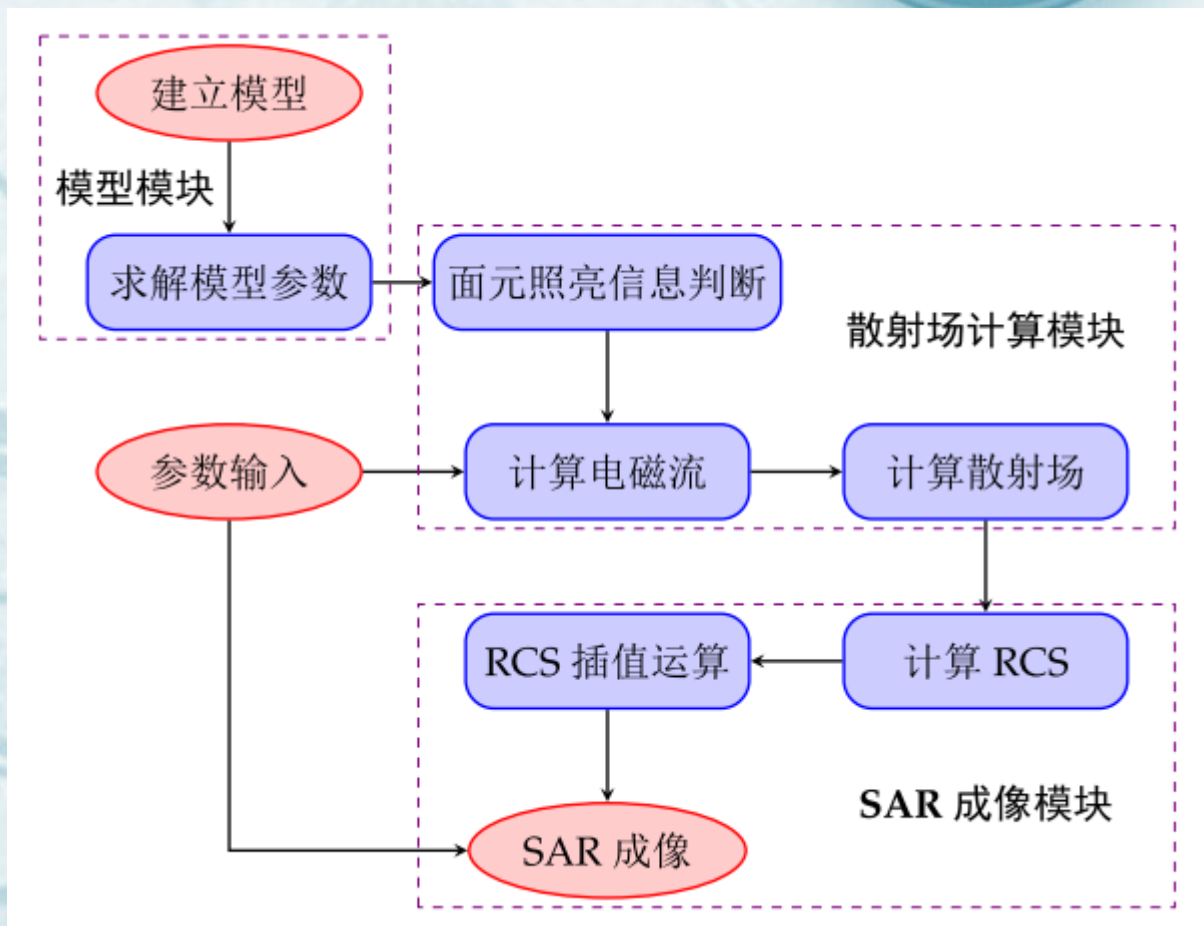 建立模型
模型模块
求解模型参数
面元照亮信息判断
散射场计算模块
参数输入
计算电磁流
计算散射场
RCS 插值运算
计算 RCS
SAR 成像模块
SAR 成像